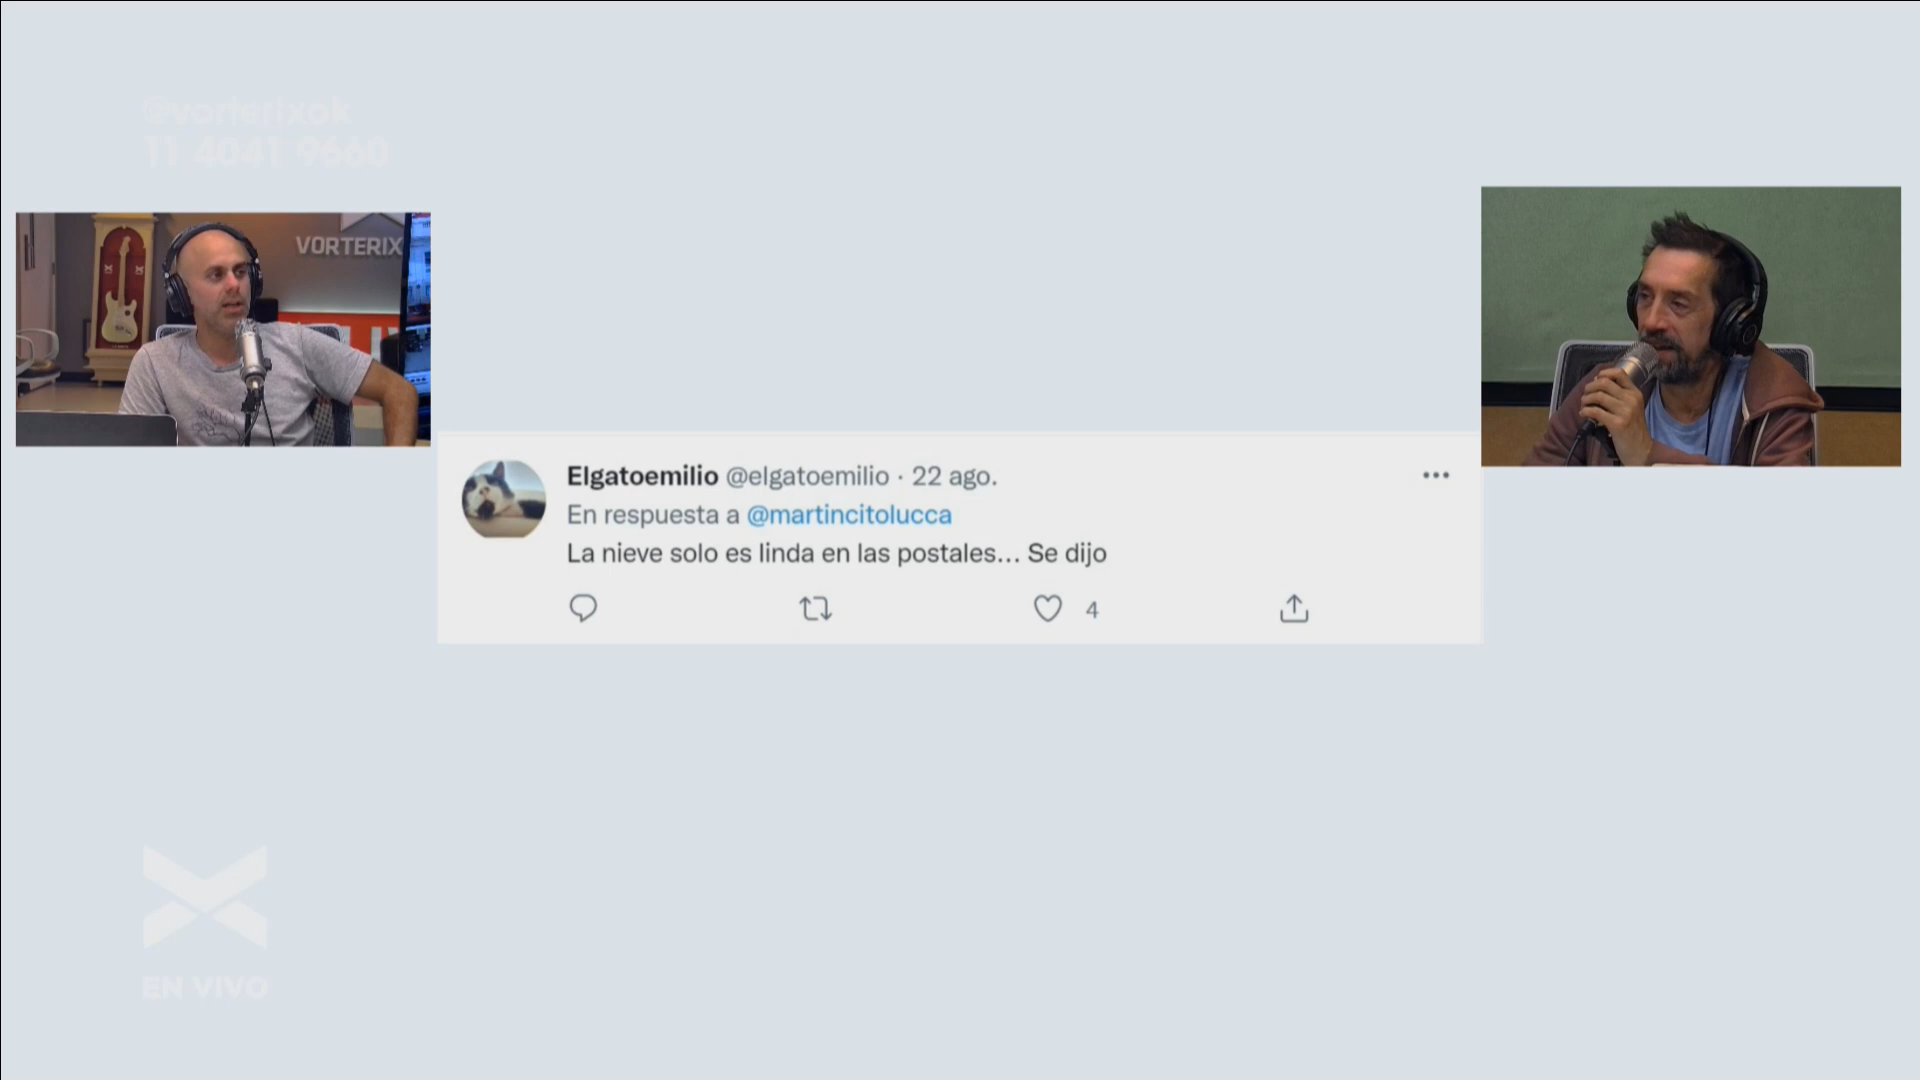 @vorterixok
11 4041 9660
VORTERIX
Elgatoemilio @elgatoemilio · 22 ago.
En respuesta a @martincitolucca
La nieve solo es linda en las postales... Se dijo
4
EN VIVO